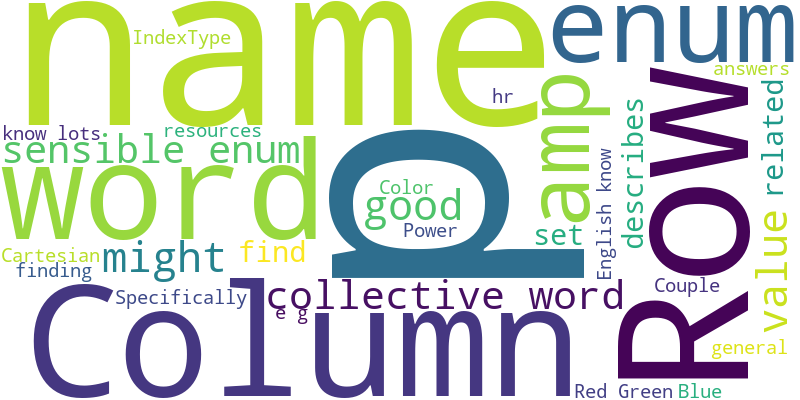 name
enum
IndexType
answers
hr
amp
Row
know lots
resources
sensible enum
describes
related
word
p
Color
good
Power
English know
set
value
Cartesian
might
find
finding
Column
Specifically
collective word
e g
Couple
general
Red Green
Blue